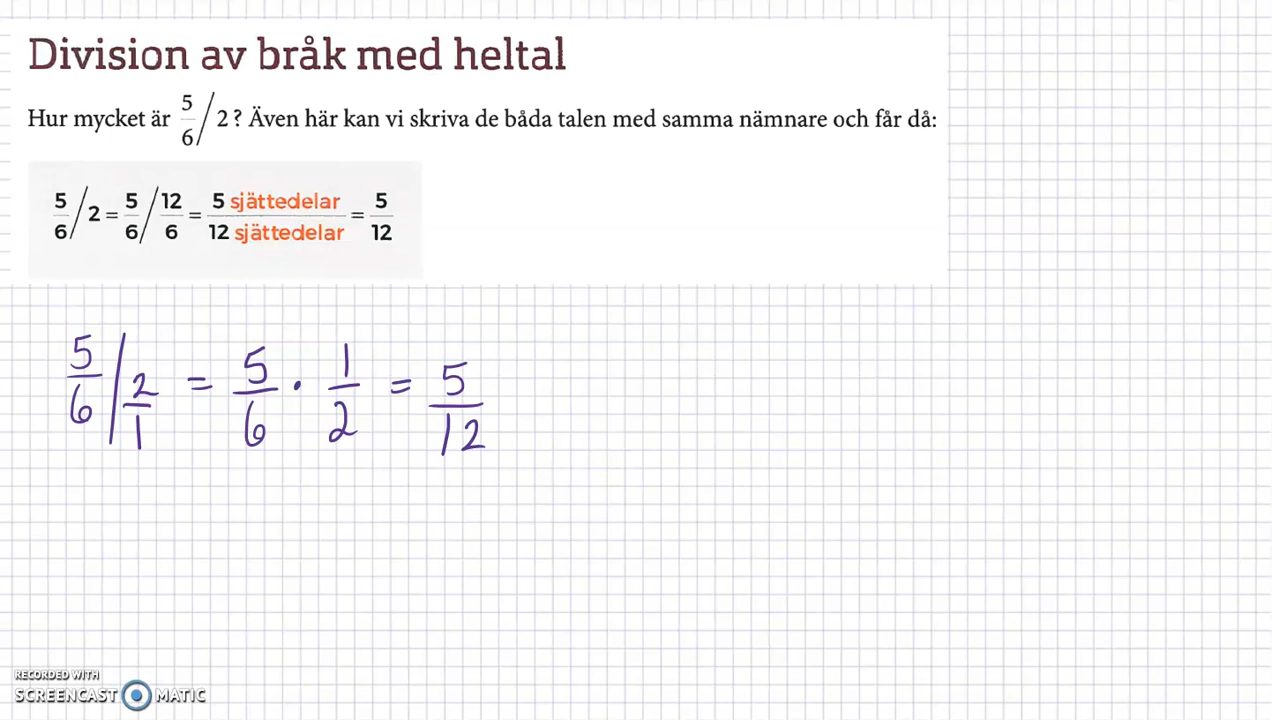 Division av bråk med heltal
Hur mycket är 5/6 / 2? Även här kan vi skriva de båda talen med samma nämnare och får då:
5/6 / 2 = 5/6 / 12/6 = 5 sjättedelar / 12 sjättedelar = 5/12
5/6 / 2/1 = 5/6 · 1/2 = 5/12
RECORDED WITH
SCREENCAST MATIC